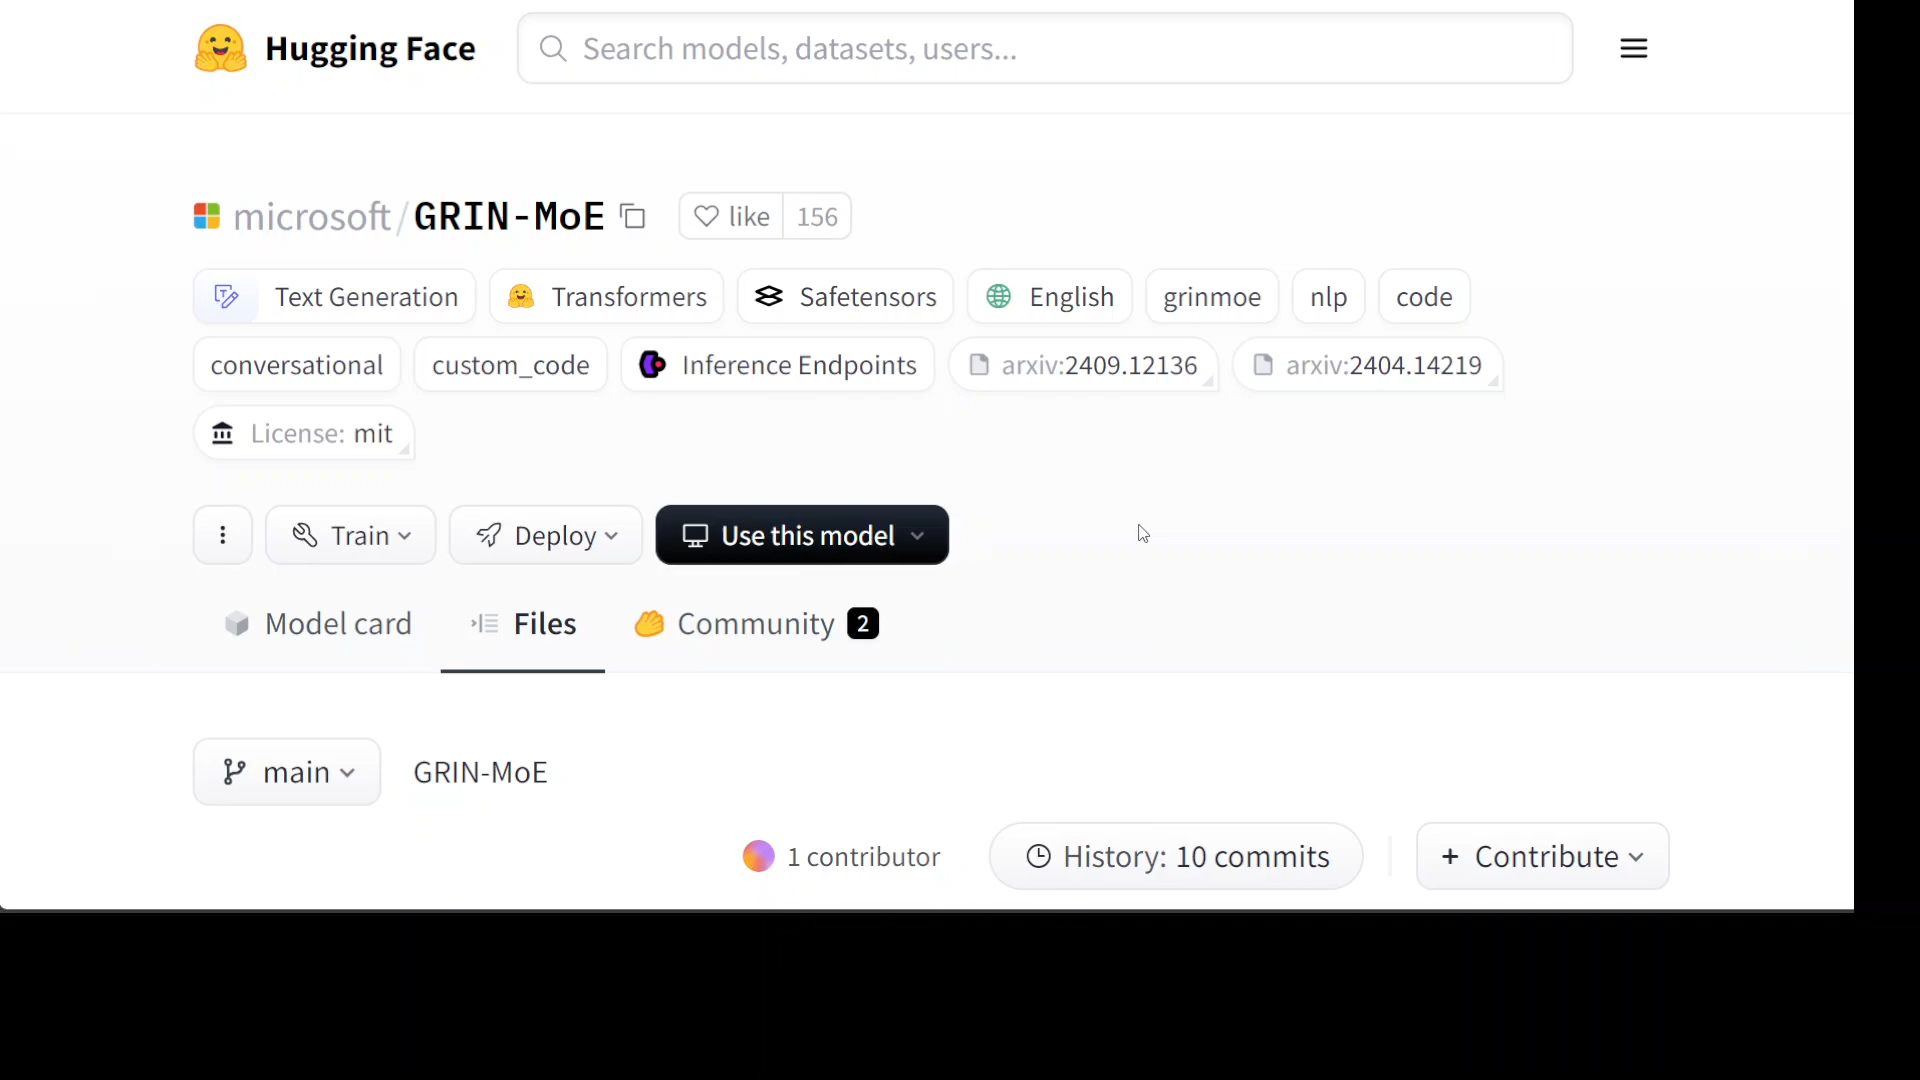 Hugging Face
Search models, datasets, users...
microsoft/GRIN-MoE like 156
Text Generation Transformers Safetensors English grinmoe nlp code
conversational custom_code Inference Endpoints arxiv:2409.12136 arxiv:2404.14219
License: mit
Train Deploy Use this model
Model card Files Community 2
main GRIN-MoE
1 contributor History: 10 commits + Contribute